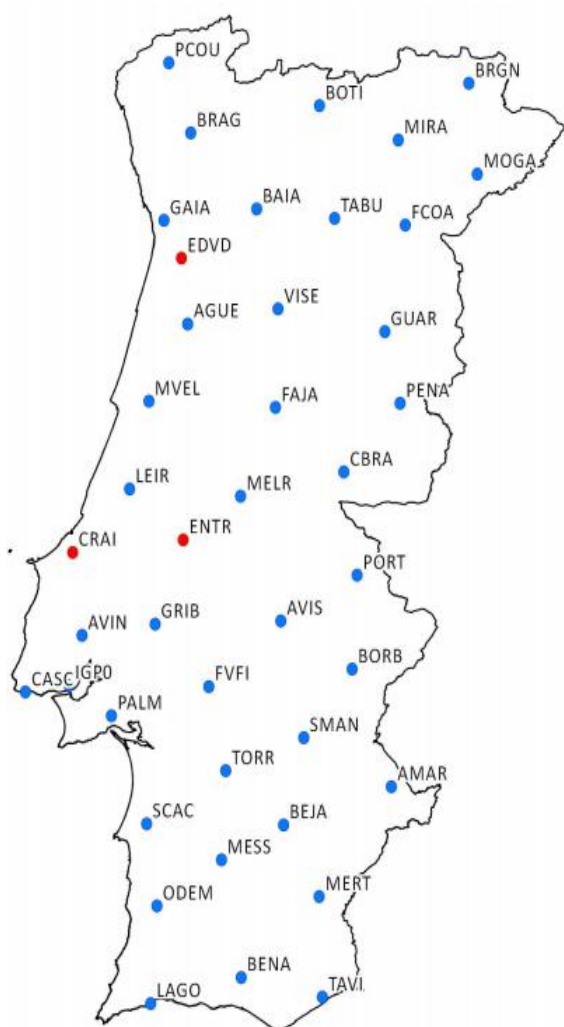 PCOU
BRGN
BOTI
BRAG
MIRA
MOGA
BAIA
GAIA
TABU
FCOA
EDVD
VISE
AGUE
GUAR
MVEL
FAJA
PENA
CBRA
LEIR
MELR
ENTR
CRAI
PORT
GRIB
AVIS
AVIN
BORB
CASC
IGP0
FVFI
PALM
SMAN
TORR
AMAR
SCAC
BEJA
MESS
MERT
ODEM
BENA
TAVI
LAGO